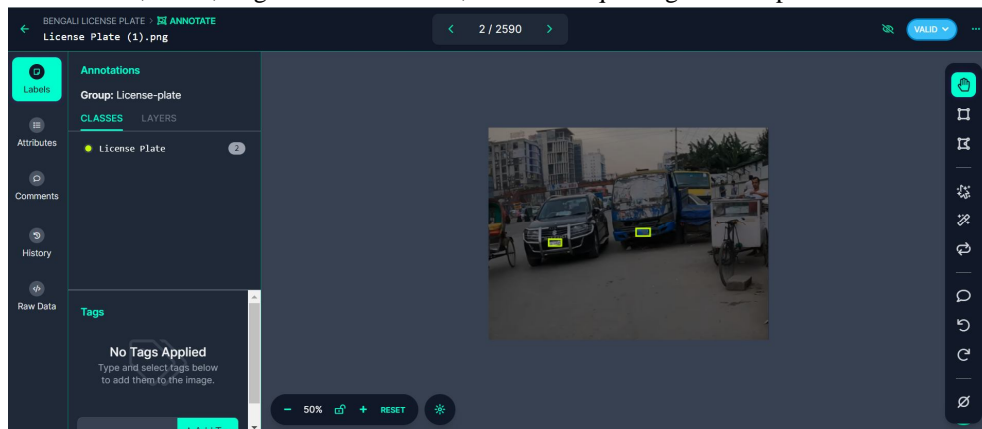 BENGALI LICENSE PLATE > ANNOTATE
License Plate (1).png
2 / 2590
VALID
Labels
Attributes
Comments
History
Raw Data
Annotations
Group: License-plate
CLASSES LAYERS
License Plate 2
Tags
No Tags Applied
Type and select tags below
to add them to the image.
50% RESET